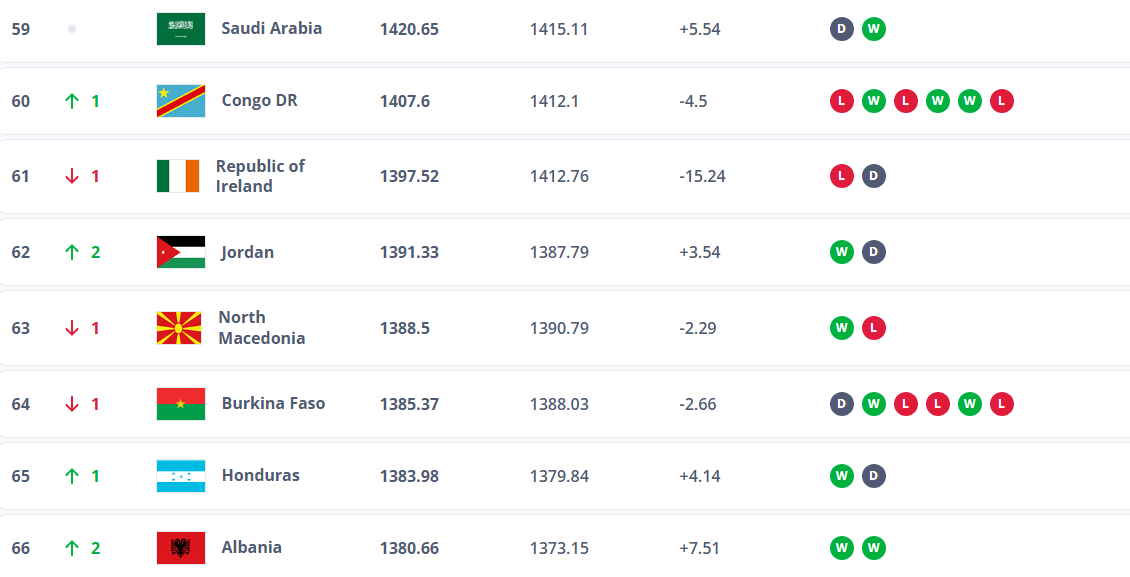 59 Saudi Arabia 1420.65 1415.11 +5.54 D W
60 1 Congo DR 1407.6 1412.1 -4.5 L W L W W L
61 1 Republic of Ireland 1397.52 1412.76 -15.24 L D
62 2 Jordan 1391.33 1387.79 +3.54 W D
63 1 North Macedonia 1388.5 1390.79 -2.29 W L
64 1 Burkina Faso 1385.37 1388.03 -2.66 D W L L W L
65 1 Honduras 1383.98 1379.84 +4.14 W D
66 2 Albania 1380.66 1373.15 +7.51 W W